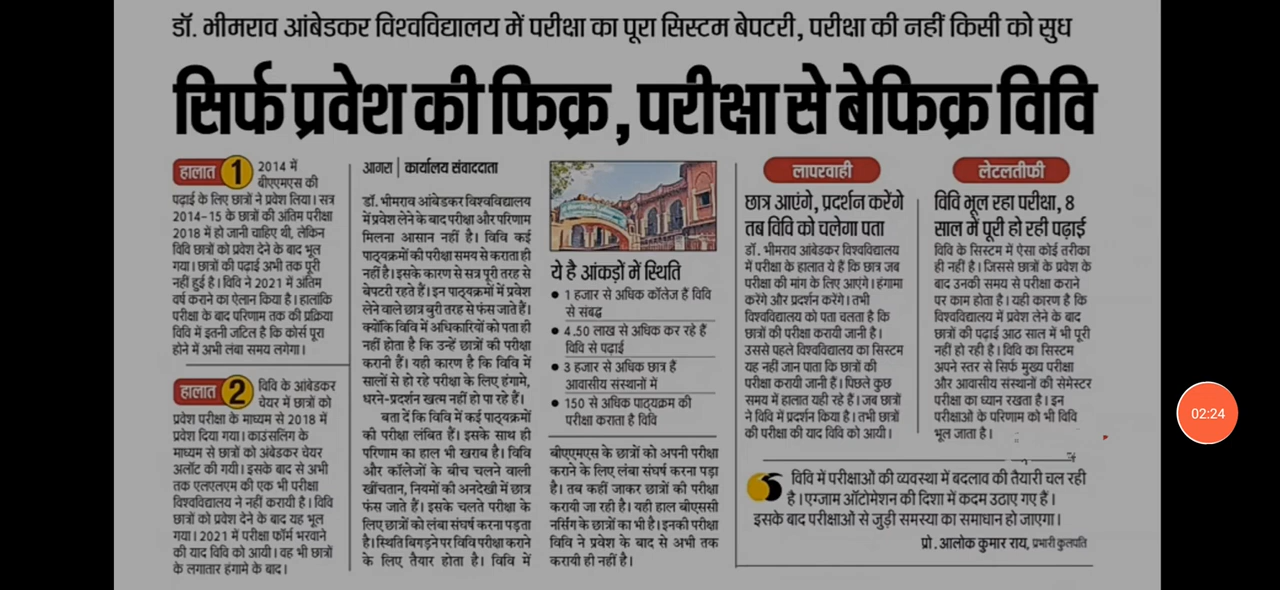 डॉ. भीमराव आंबेडकर विश्वविद्यालय में परीक्षा का पूरा सिस्टम बेपटरी, परीक्षा की नहीं किसी को सुध
सिर्फ प्रवेश की फिक्र, परीक्षा से बेफिक्र विवि
हालात 1
2014 में
बीएएमएस की
पढ़ाई के लिए छात्रों ने प्रवेश लिया। सत्र
2014-15 के छात्रों की अंतिम परीक्षा
2018 में हो जानी चाहिए थी, लेकिन
विवि छात्रों को प्रवेश देने के बाद भूल
गया। छात्रों की पढ़ाई अभी तक पूरी
नहीं हुई है। विवि ने 2021 में अंतिम
वर्ष कराने का ऐलान किया है। हालांकि
परीक्षा के बाद परिणाम तक की प्रक्रिया
विवि में इतनी जटिल है कि कोर्स पूरा
होने में अभी लंबा समय लगेगा।
हालात 2
विवि के आंबेडकर
चेयर में छात्रों को
प्रवेश परीक्षा के माध्यम से 2018 में
प्रवेश दिया गया। काउंसलिंग के
माध्यम से छात्रों को अंबेडकर चेयर
अलॉट की गयी। इसके बाद से अभी
तक एलएलएम की एक भी परीक्षा
विश्वविद्यालय ने नहीं करायी है। विवि
छात्रों को प्रवेश देने के बाद यह भूल
गया। 2021 में परीक्षा फॉर्म भरवाने
की याद विवि को आयी। वह भी छात्रों
के लगातार हंगामे के बाद।
आगरा | कार्यालय संवाददाता
डॉ. भीमराव आंबेडकर विश्वविद्यालय
में प्रवेश लेने के बाद परीक्षा और परिणाम
मिलना आसान नहीं है। विवि कई
पाठ्यक्रमों की परीक्षा समय से कराता ही
नहीं है। इसके कारण से सत्र पूरी तरह से
बेपटरी रहते हैं। इन पाठ्यक्रमों में प्रवेश
लेने वाले छात्र बुरी तरह से फंस जाते हैं।
क्योंकि विवि में अधिकारियों को पता ही
नहीं होता है कि उन्हें छात्रों की परीक्षा
करानी हैं। यही कारण है कि विवि में
सालों से हो रहे परीक्षा के लिए हंगामे,
धरने-प्रदर्शन खत्म नहीं हो पा रहे हैं।
बता दें कि विवि में कई पाठ्यक्रमों
की परीक्षा लंबित हैं। इसके साथ ही
परिणाम का हाल भी खराब है। विवि
और कॉलेजों के बीच चलने वाली
खींचतान, नियमों की अनदेखी में छात्र
फंस जाते हैं। इसके चलते परीक्षा के
लिए छात्रों को लंबा संघर्ष करना पड़ता
है। स्थिति बिगड़ने पर विवि परीक्षा कराने
के लिए तैयार होता है। विवि में
ये है आंकड़ों में स्थिति
• 1 हजार से अधिक कॉलेज हैं विवि
से संबद्ध
• 4.50 लाख से अधिक कर रहे हैं
विवि से पढ़ाई
• 3 हजार से अधिक छात्र हैं
आवासीय संस्थानों में
• 150 से अधिक पाठ्यक्रम की
परीक्षा कराता है विवि
बीएएमएस के छात्रों को अपनी परीक्षा
कराने के लिए लंबा संघर्ष करना पड़ा
है। तब कहीं जाकर छात्रों की परीक्षा
करायी जा रही है। यही हाल बीएससी
नर्सिंग के छात्रों का भी है। इनकी परीक्षा
विवि ने प्रवेश के बाद से अभी तक
करायी ही नहीं है।
लापरवाही
छात्र आएंगे, प्रदर्शन करेंगे
तब विवि को चलेगा पता
डॉ. भीमराव आंबेडकर विश्वविद्यालय
में परीक्षा के हालात ये हैं कि छात्र जब
परीक्षा की मांग के लिए आएंगे। हंगामा
करेंगे और प्रदर्शन करेंगे। तभी
विश्वविद्यालय को पता चलता है कि
छात्रों की परीक्षा करायी जानी है।
उससे पहले विश्वविद्यालय का सिस्टम
यह नहीं जान पाता कि छात्रों की
परीक्षा करायी जानी हैं। पिछले कुछ
समय में हालात यही रहे हैं। जब छात्रों
ने विवि में प्रदर्शन किया है। तभी छात्रों
की परीक्षा की याद विवि को आयी।
लेटलतीफी
विवि भूल रहा परीक्षा, 8
साल में पूरी हो रही पढ़ाई
विवि के सिस्टम में ऐसा कोई तरीका
ही नहीं है। जिससे छात्रों के प्रवेश के
बाद उनकी समय से परीक्षा कराने
पर काम होता है। यही कारण है कि
विश्वविद्यालय में प्रवेश लेने के बाद
छात्रों की पढ़ाई आठ साल में भी पूरी
नहीं हो रही है। विवि का सिस्टम
अपने स्तर से सिर्फ मुख्य परीक्षा
और आवासीय संस्थानों की सेमेस्टर
परीक्षा का ध्यान रखता है। इन
परीक्षाओं के परिणाम को भी विवि
भूल जाता है।
विवि में परीक्षाओं की व्यवस्था में बदलाव की तैयारी चल रही
है। एग्जाम ऑटोमेशन की दिशा में कदम उठाए गए हैं।
इसके बाद परीक्षाओं से जुड़ी समस्या का समाधान हो जाएगा।
प्रो. आलोक कुमार राय, प्रभारी कुलपति
02:24